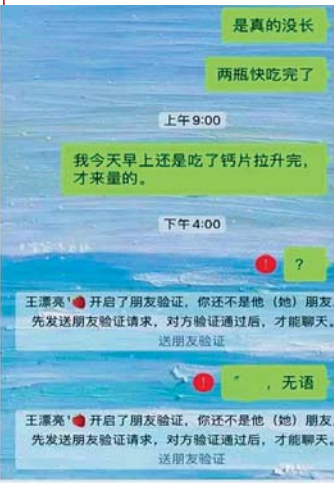 是真的没长
两瓶快吃完了
上午9:00
我今天早上还是吃了钙片拉升完，
才来量的。
下午4:00
？
王漂亮'🍓开启了朋友验证，你还不是他（她）朋友。
先发送朋友验证请求，对方验证通过后，才能聊天。
送朋友验证
，无语
王漂亮'🍓开启了朋友验证，你还不是他（她）朋友。
先发送朋友验证请求，对方验证通过后，才能聊天。
送朋友验证